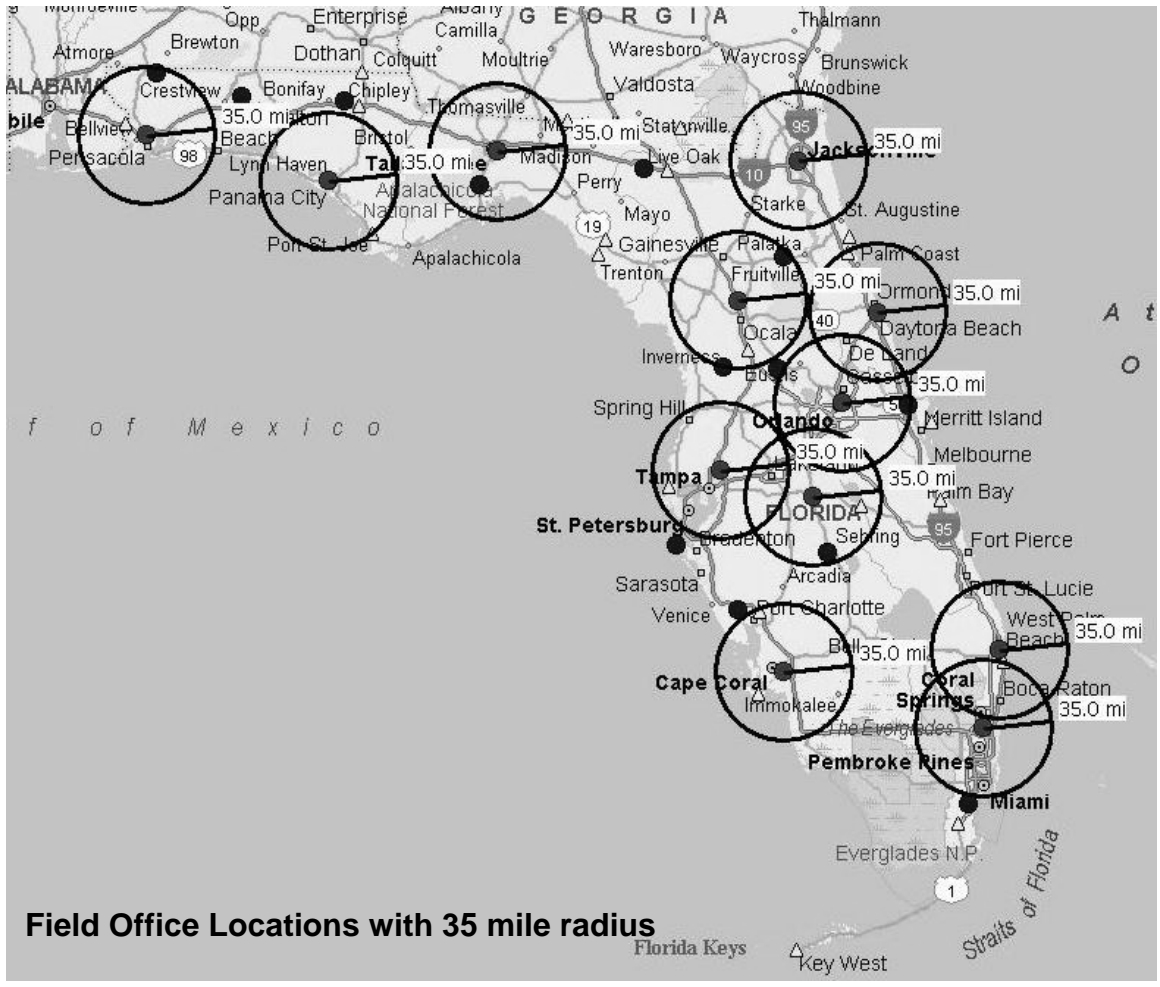 GEORGIA
Monroeville
Opp
Enterprise
Albany
Camilla
Thalmann
Atmore
Brewton
Dothan
Colquitt
Moultrie
Waresboro
Waycross
Brunswick
Woodbine
ALABAMA
Crestview
Bonifay
Chipley
Thomasville
Valdosta
Statenville
95
bile
Bellvie
35.0 mi
Beach
Bristol
35.0 mi
Madison
Live Oak
35.0 mi
Jacksonville
Pensacola
98
Lynn Haven
35.0 mi
10
Panama City
Apalachicola
National Forest
Perry
Mayo
Starke
St. Augustine
Port St. Joe
Apalachicola
19
Gainesville
Palatka
Palm Coast
Trenton
Fruitville
35.0 mi
Ormond
35.0 mi
Ocala
40
Daytona Beach
At
O
Inverness
Eustis
De Land
35.0 mi
Spring Hill
Orlando
Merritt Island
f of Mexico
Tampa
35.0 mi
Melbourne
35.0 mi
Palm Bay
St. Petersburg
FLORIDA
95
Bradenton
Sebring
Fort Pierce
Sarasota
Arcadia
Port St. Lucie
Venice
Port Charlotte
West Palm
Beach
35.0 mi
35.0 mi
Cape Coral
Immokalee
Coral
Springs
Boca Raton
35.0 mi
The Everglades
Pembroke Pines
Miami
Everglades N.P.
1
Straits of Florida
Field Office Locations with 35 mile radius
Florida Keys
Key West